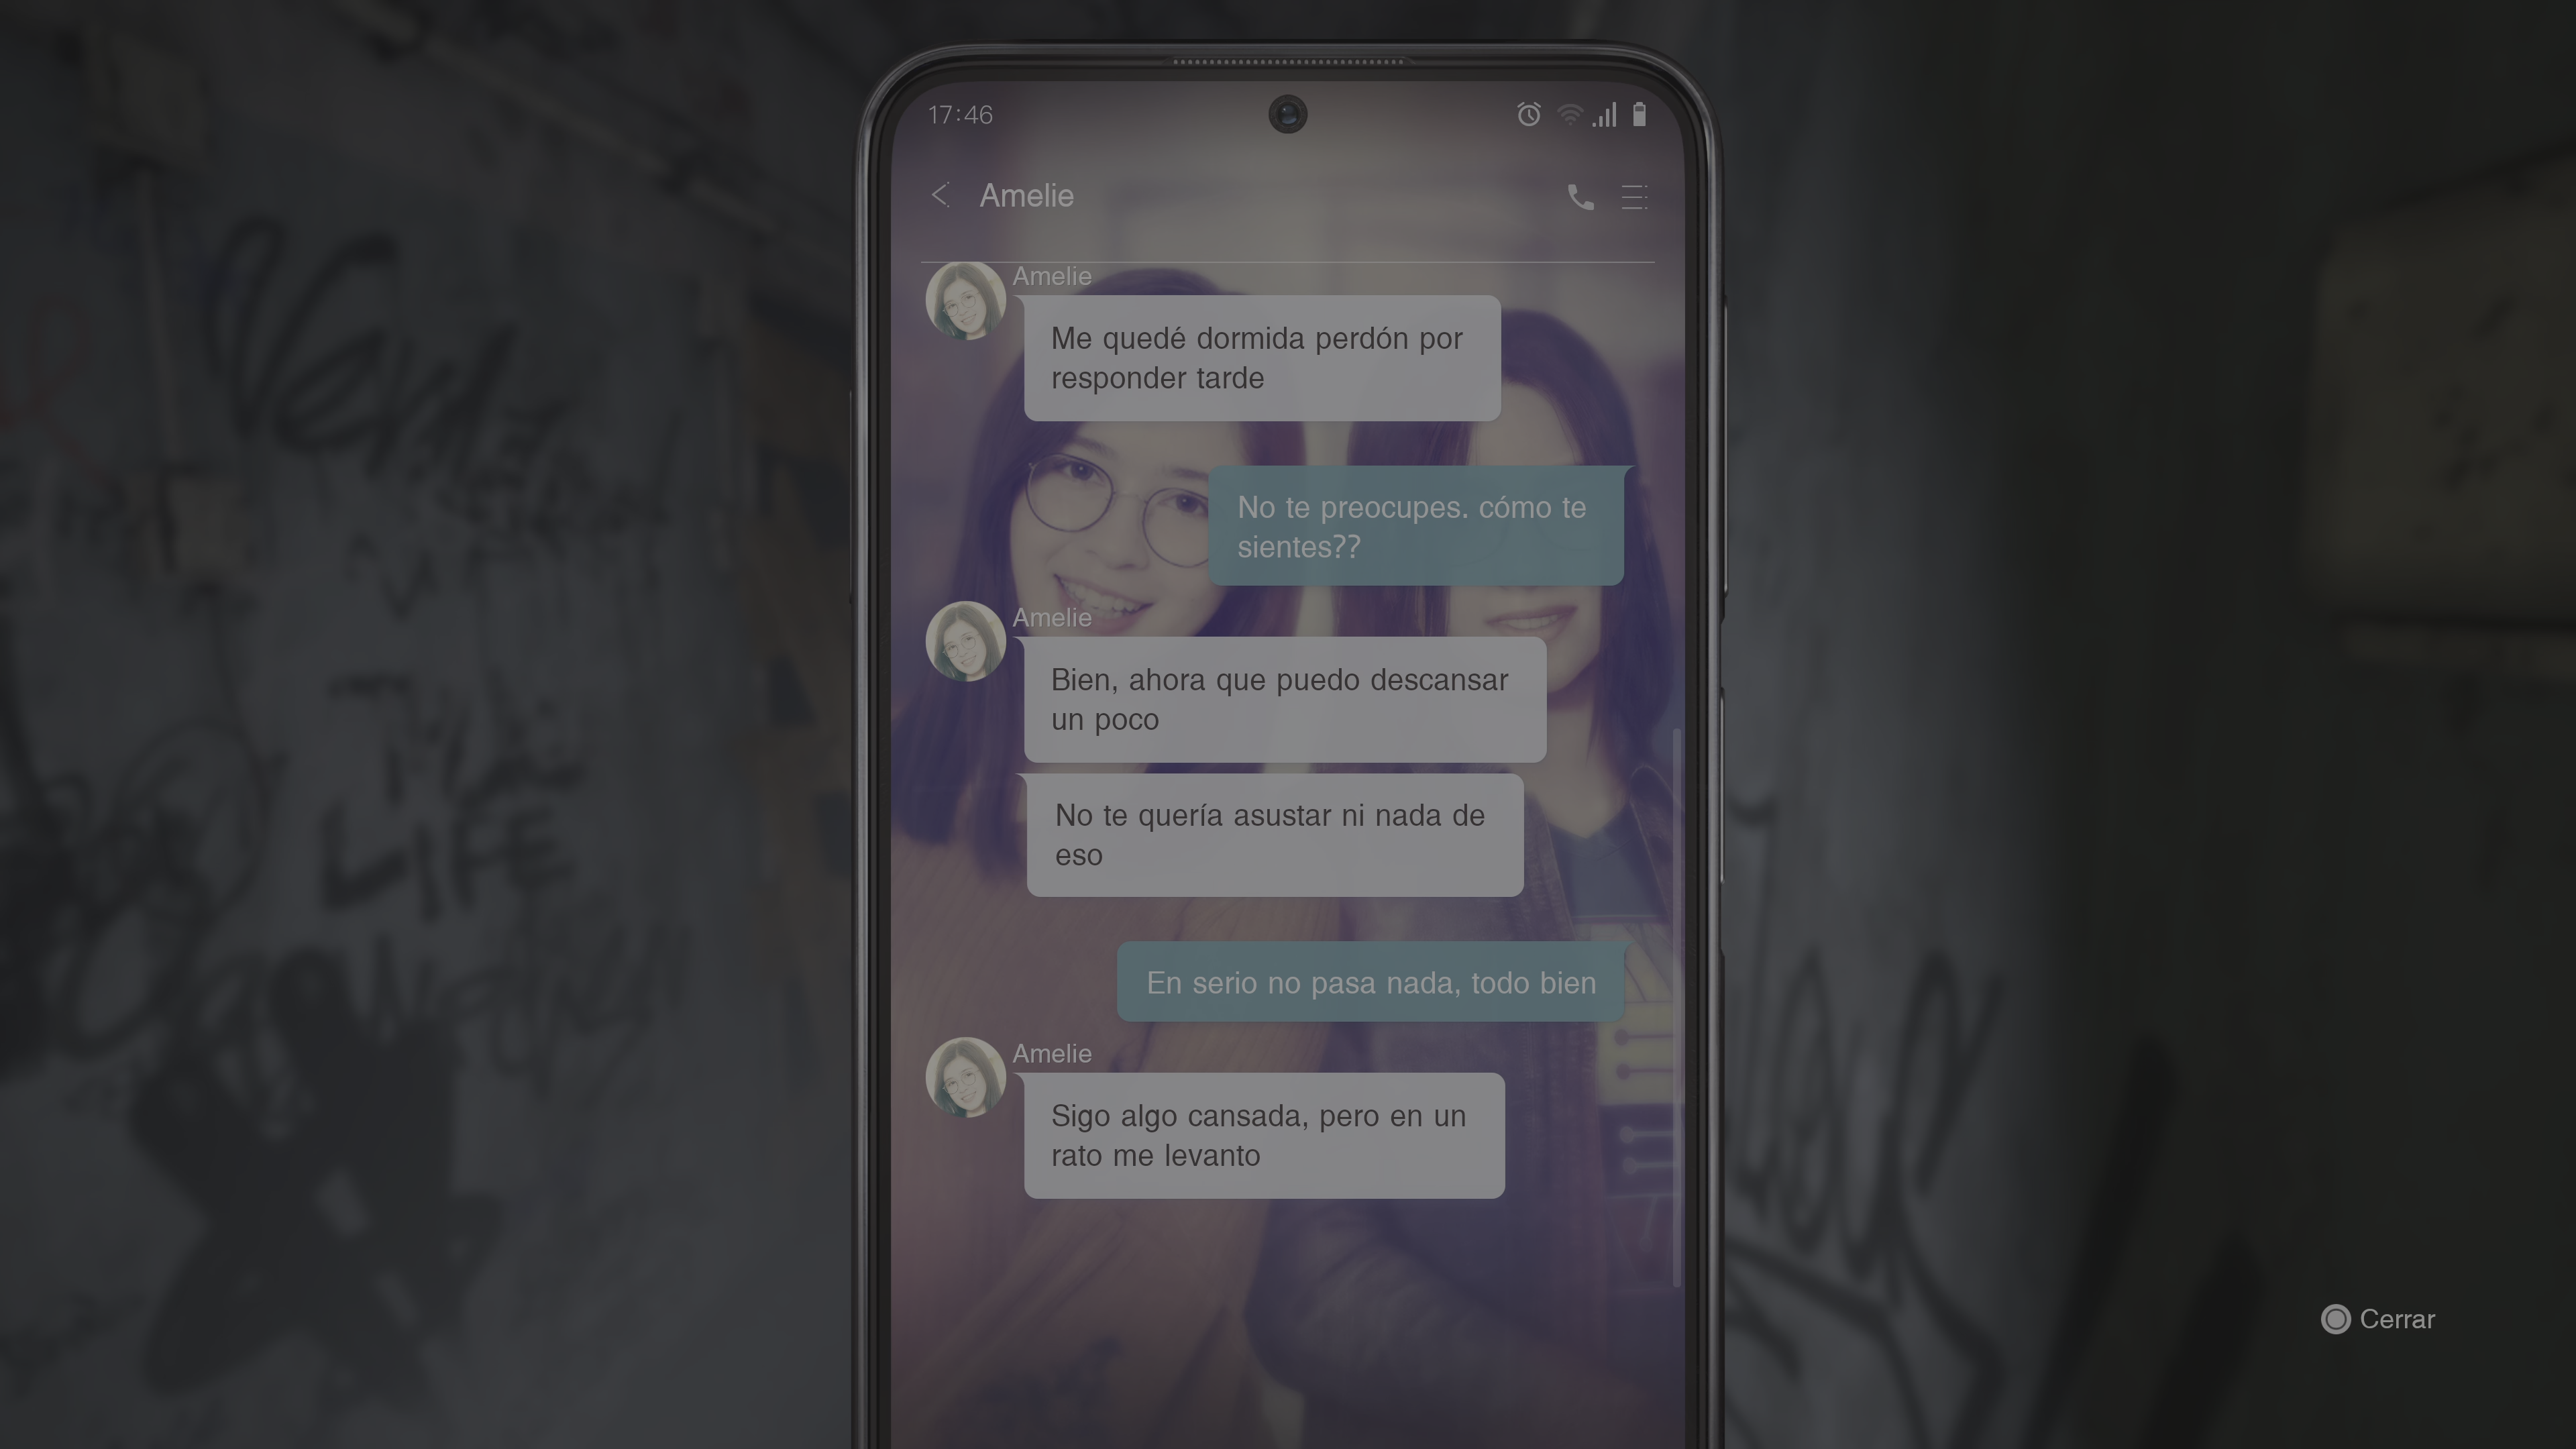 17:46
Amelie
Amelie
Me quedé dormida perdón por
responder tarde
No te preocupes. cómo te
sientes??
Amelie
Bien, ahora que puedo descansar
un poco
No te quería asustar ni nada de
eso
En serio no pasa nada, todo bien
Amelie
Sigo algo cansada, pero en un
rato me levanto
LIFE
Cerrar